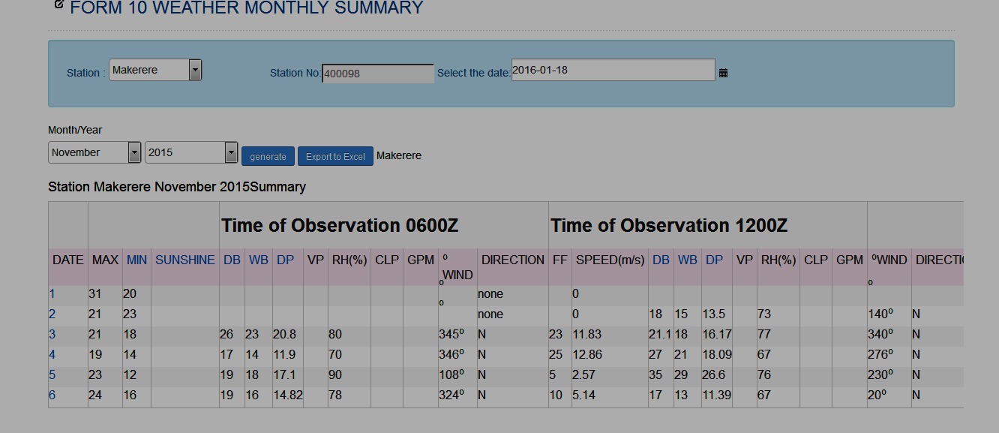 FORM 10 WEATHER MONTHLY SUMMARY
Station : Makerere Station No: 400098 Select the date: 2016-01-18
Month/Year
November 2015 generate Export to Excel Makerere
Station Makerere November 2015Summary
Time of Observation 0600Z Time of Observation 1200Z
DATE MAX MIN SUNSHINE DB WB DP VP RH(%) CLP GPM º WIND DIRECTION FF SPEED(m/s) DB WB DP VP RH(%) CLP GPM ºWIND DIRECTI
1 31 20 º none 0 º
2 21 23 º none 0 18 15 13.5 73 140º N
3 21 18 26 23 20.8 80 345º N 23 11.83 21.1 18 16.17 77 340º N
4 19 14 17 14 11.9 70 346º N 25 12.86 27 21 18.09 67 276º N
5 23 12 19 18 17.1 90 108º N 5 2.57 35 29 26.6 76 230º N
6 24 16 19 16 14.82 78 324º N 10 5.14 17 13 11.39 67 20º N